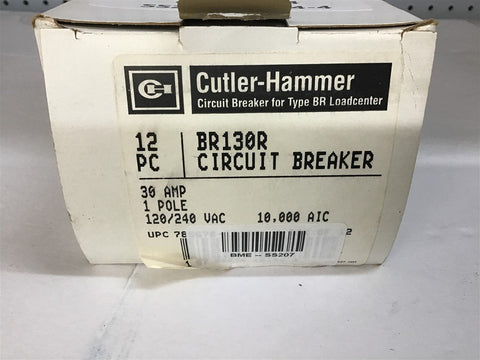 Cutler-Hammer
Circuit Breaker for Type BR Loadcenter
12 PC
BR130R
CIRCUIT BREAKER
30 AMP
1 POLE
120/240 VAC 10,000 AIC
UPC
BME - SS207